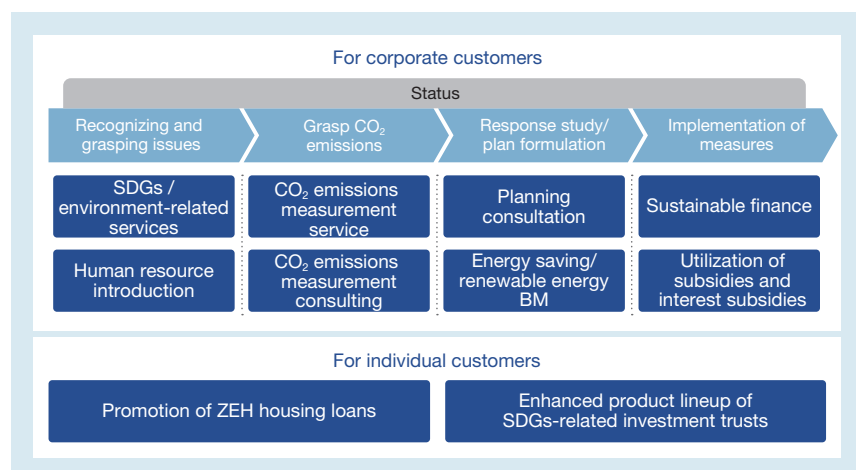 For corporate customers
Status
Recognizing and
grasping issues
Grasp CO₂
emissions
Response study/
plan formulation
Implementation of
measures
SDGs /
environment-related
services
CO₂ emissions
measurement
service
Planning
consultation
Sustainable finance
Human resource
introduction
CO₂ emissions
measurement
consulting
Energy saving/
renewable energy
BM
Utilization of
subsidies and
interest subsidies
For individual customers
Promotion of ZEH housing loans
Enhanced product lineup of
SDGs-related investment trusts